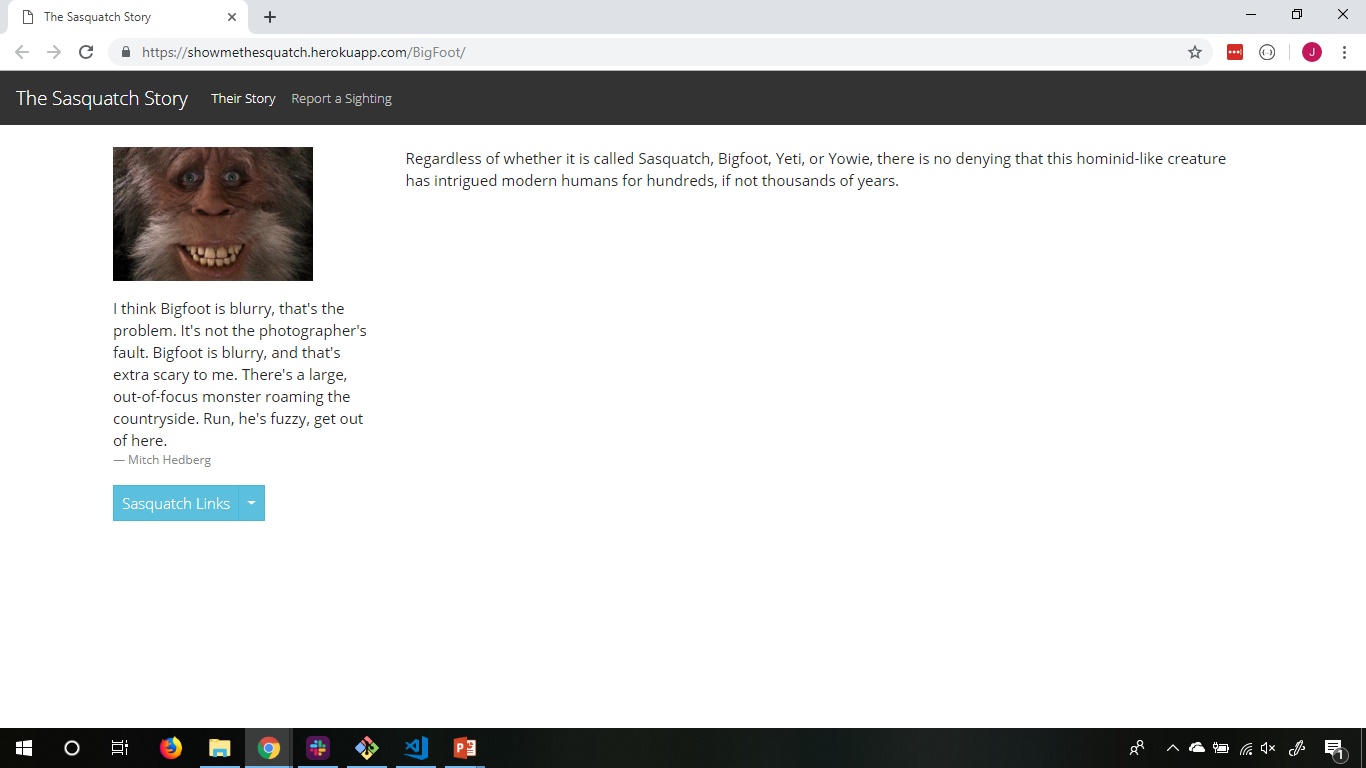 The Sasquatch Story
https://showmethesquatch.herokuapp.com/BigFoot/
J
The Sasquatch Story Their Story Report a Sighting
Regardless of whether it is called Sasquatch, Bigfoot, Yeti, or Yowie, there is no denying that this hominid-like creature
has intrigued modern humans for hundreds, if not thousands of years.
I think Bigfoot is blurry, that's the
problem. It's not the photographer's
fault. Bigfoot is blurry, and that's
extra scary to me. There's a large,
out-of-focus monster roaming the
countryside. Run, he's fuzzy, get out
of here.
— Mitch Hedberg
Sasquatch Links
1